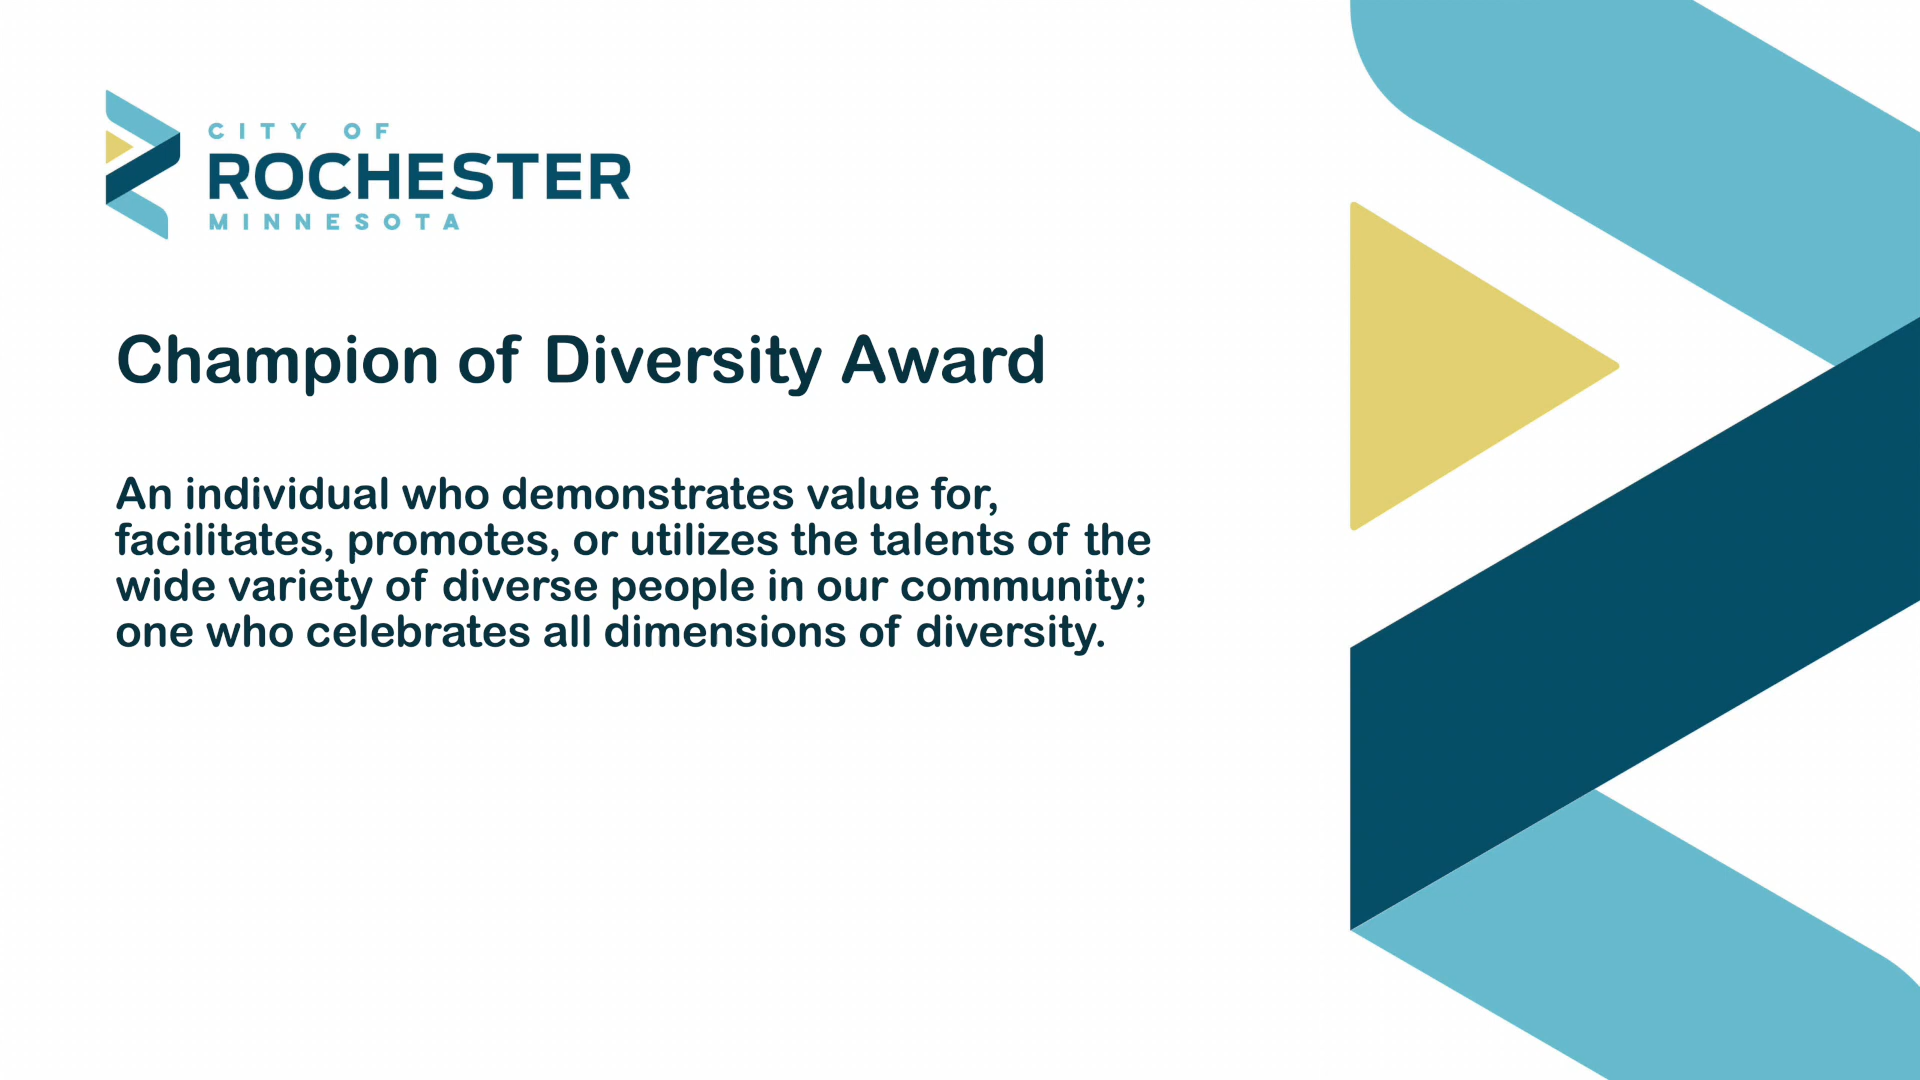 CITY OF
ROCHESTER
MINNESOTA
Champion of Diversity Award
An individual who demonstrates value for,
facilitates, promotes, or utilizes the talents of the
wide variety of diverse people in our community;
one who celebrates all dimensions of diversity.